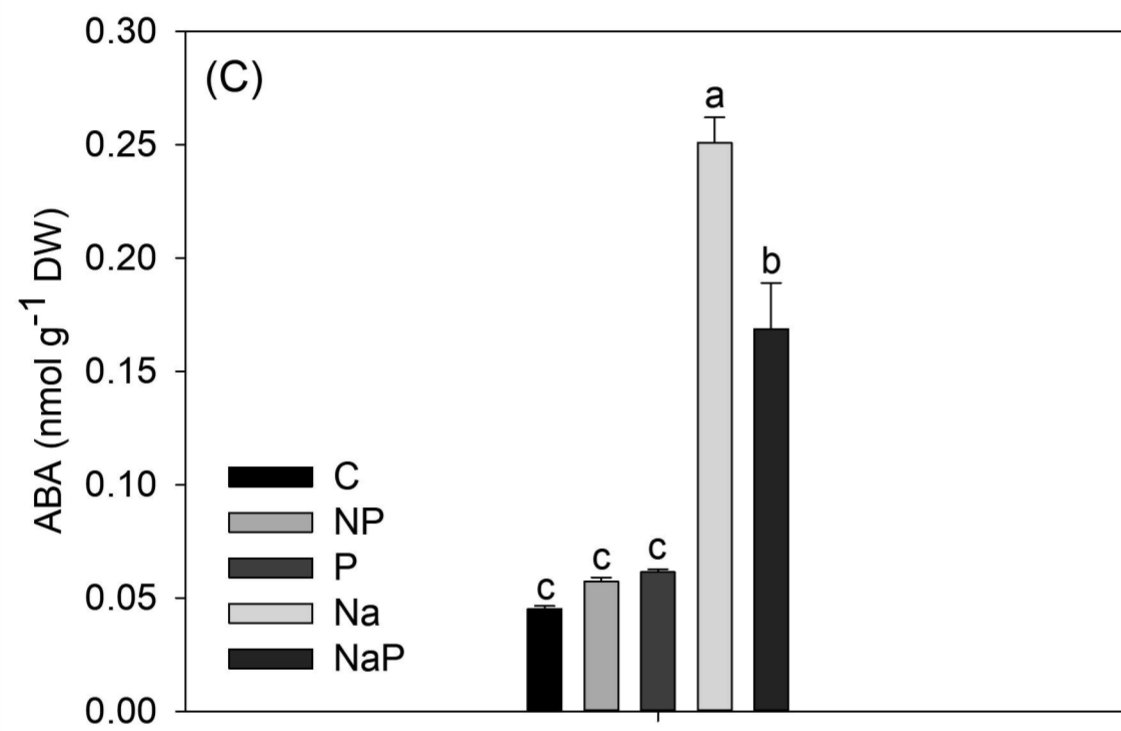 0.30
(C)
a
0.25
b
0.20
0.15
ABA (nmol g⁻¹ DW)
0.10
C
NP
P
Na
NaP
c
c
c
0.05
0.00